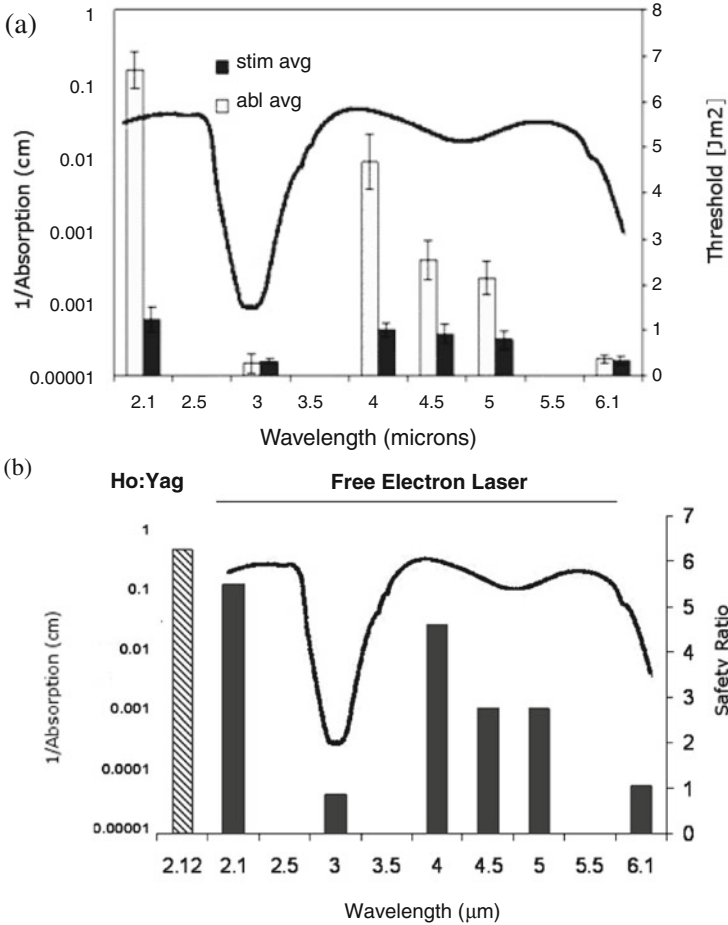 (a)
1
0.1
0.01
0.001
0.001
0.00001
1/Absorption (cm)
stim avg
abl avg
8
7
6
5
4
3
2
1
0
Threshold [Jm2]
2.1 2.5 3 3.5 4 4.5 5 5.5 6.1
Wavelength (microns)
(b)
Ho:Yag Free Electron Laser
1
0.1
0.01
0.001
0.0001
0.00001
1/Absorption (cm)
7
6
5
4
3
2
1
0
Safety Ratio
2.12 2.1 2.5 3 3.5 4 4.5 5 5.5 6.1
Wavelength (μm)